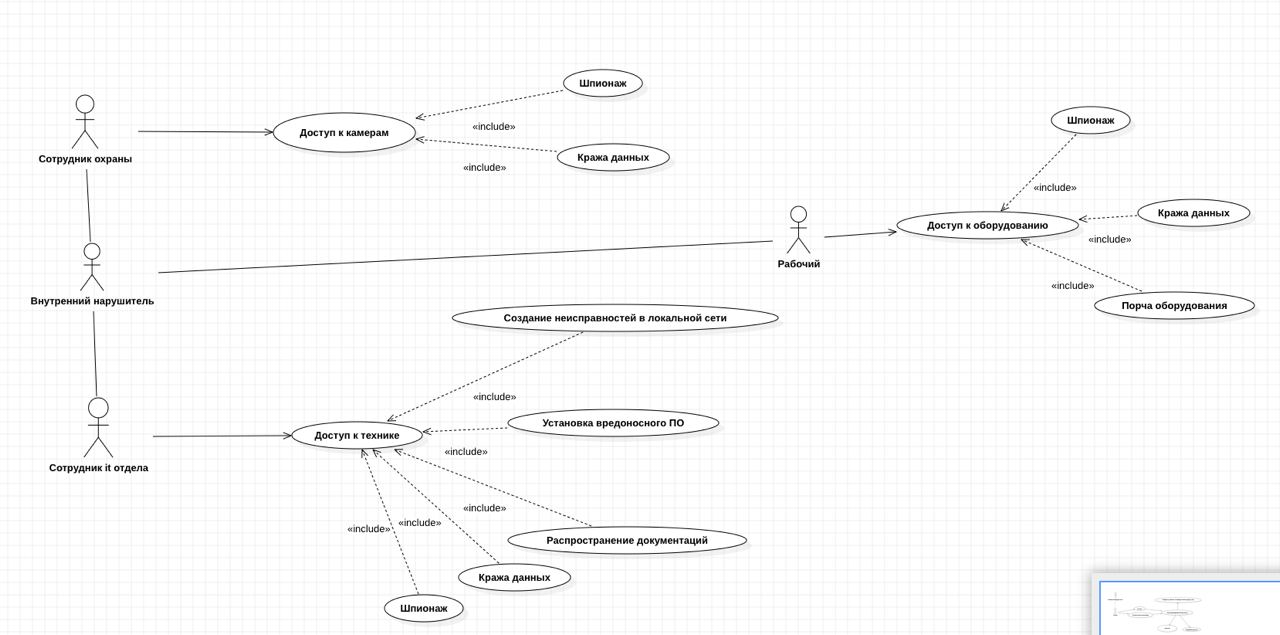 Шпионаж
«include»
Доступ к камерам
Сотрудник охраны
Кража данных
«include»
Шпионаж
«include»
Доступ к оборудованию
Кража данных
«include»
Рабочий
«include»
Порча оборудования
Внутренний нарушитель
Создание неисправностей в локальной сети
«include»
Установка вредоносного ПО
Доступ к технике
«include»
Сотрудник it отдела
«include»
«include»
«include»
Распространение документаций
Кража данных
Шпионаж